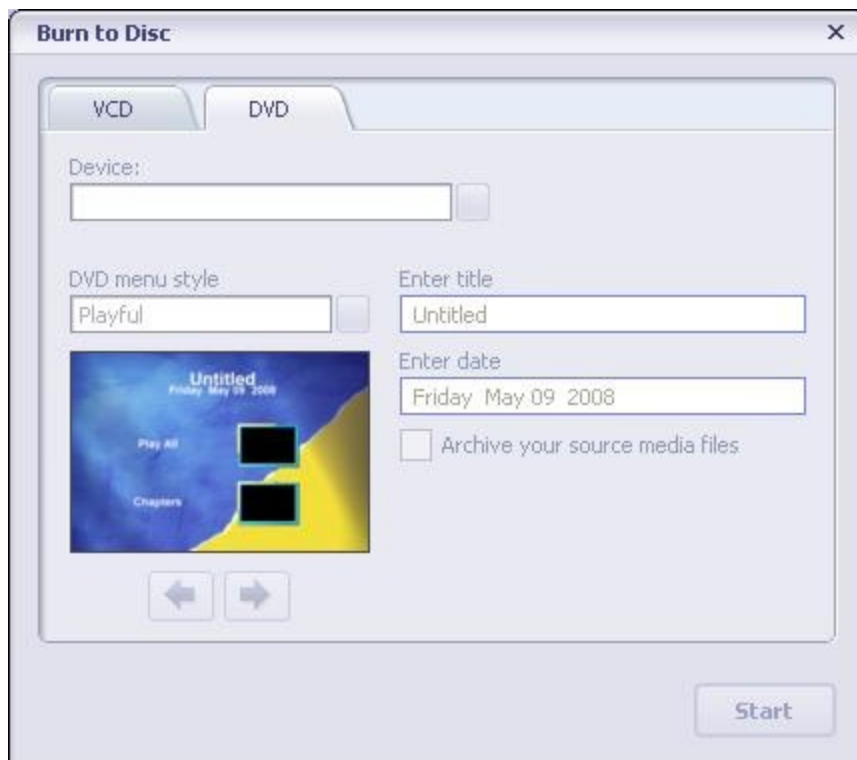 Burn to Disc
VCD
DVD
Device:
DVD menu style
Playful
Enter title
Untitled
Enter date
Friday May 09 2008
Archive your source media files
Untitled
Friday May 09 2008
Play All
Chapters
Start